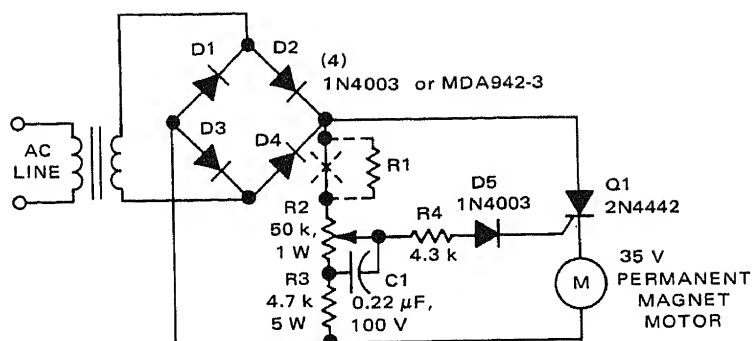 D1
D2
(4)
1N4003 or MDA942-3
AC
LINE
D3
D4
R1
R2
50 k,
1 W
R4
4.3 k
D5
1N4003
Q1
2N4442
R3
4.7 k
5 W
C1
0.22 µF,
100 V
M
35 V
PERMANENT
MAGNET
MOTOR